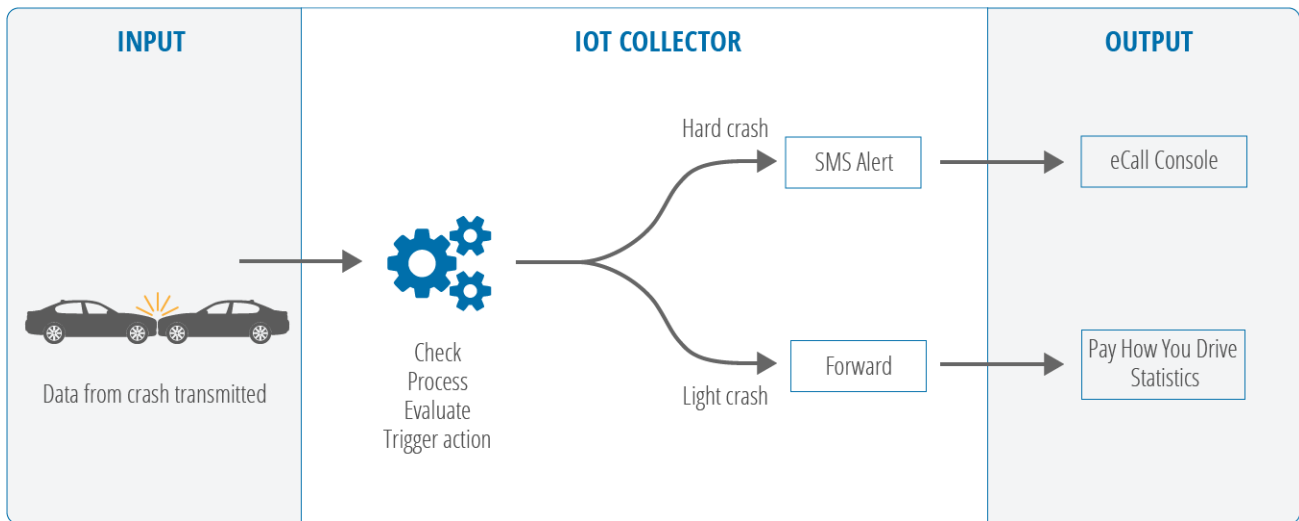 INPUT
IOT COLLECTOR
OUTPUT
Data from crash transmitted
Check
Process
Evaluate
Trigger action
Hard crash
SMS Alert
eCall Console
Light crash
Forward
Pay How You Drive
Statistics